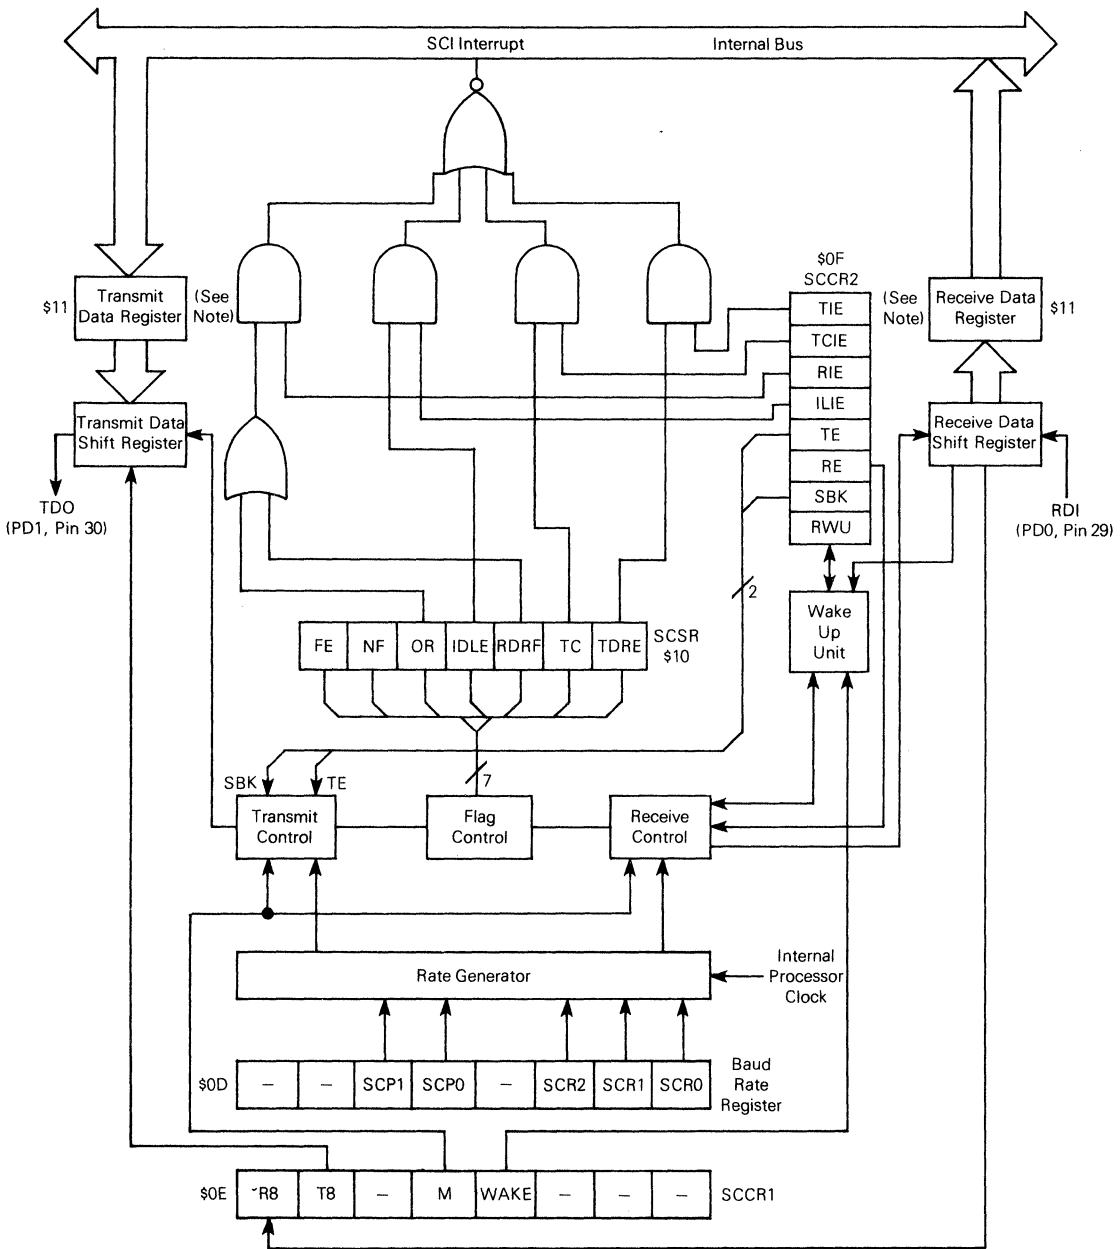 SCI Interrupt
Internal Bus
$11
Transmit
Data Register
(See
Note)
$0F
SCCR2
TIE
TCIE
RIE
ILIE
TE
RE
SBK
RWU
(See
Note)
Receive Data
Register
$11
Transmit Data
Shift Register
TDO
(PD1, Pin 30)
Receive Data
Shift Register
RDI
(PD0, Pin 29)
2
Wake
Up
Unit
FE
NF
OR
IDLE
RDRF
TC
TDRE
SCSR
$10
7
SBK
TE
Transmit
Control
Flag
Control
Receive
Control
Rate Generator
Internal
Processor
Clock
$0D
–
–
SCP1
SCP0
–
SCR2
SCR1
SCR0
Baud
Rate
Register
$0E
R8
T8
–
M
WAKE
–
–
–
SCCR1